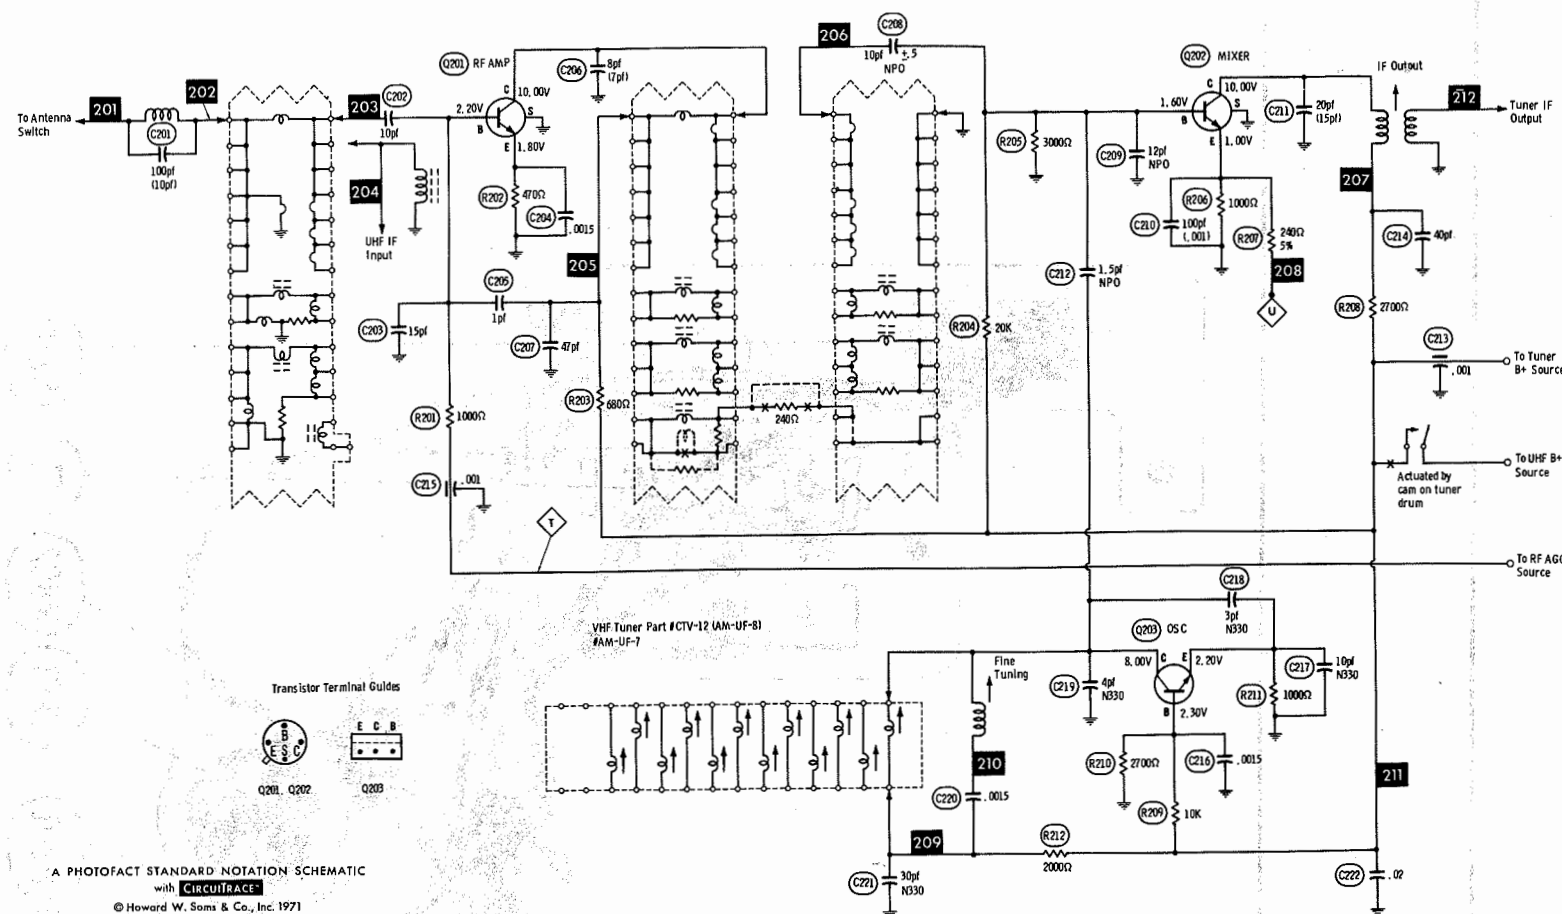 201
202
203
C202
10pf
To Antenna
Switch
C201
100pf
(10pf)
204
UHF IF
Input
Q201 RF AMP
C 10,00V
2,20V
S
B
E 1,80V
R202 470Ω
C204
.0015
C206 8pf
(7pf)
205
C205
1pf
C203 15pf
C207 47pf
R203 680Ω
R201 1000Ω
C215 .001
T
240Ω
206
C208
10pf ±.5
NPO
R205 3000Ω
C209 12pf
NPO
R204 20K
C212 1,5pf
NPO
Q202 MIXER
C 10,00V
1,60V
S
B
E 1,00V
C211 20pf
(15pf)
IF Output
212
Tuner IF
Output
207
R206
1000Ω
C210 100pf
(.001)
R207 240Ω
5%
208
U
C214 40pf
R208 2700Ω
C213
.001
To Tuner
B+ Source
To UHF B+
Source
Actuated by
cam on tuner
drum
To RF AGC
Source
VHF Tuner Part #CTV-12 (AM-UF-8)
#AM-UF-7
C218
3pf
N330
Q203 OSC
8,00V C E 2,20V
B
2,30V
Fine
Tuning
C219 4pf
N330
C217 10pf
N330
R211 1000Ω
R210 2700Ω
C216 .0015
R209 10K
210
C220 .0015
211
209
R212
2000Ω
C221 30pf
N330
C222 .02
Transistor Terminal Guides
B
E S C
Q201, Q202
E C B
Q203
A PHOTOFACT STANDARD NOTATION SCHEMATIC
with CIRCUITRACE™
© Howard W. Sams & Co., Inc. 1971